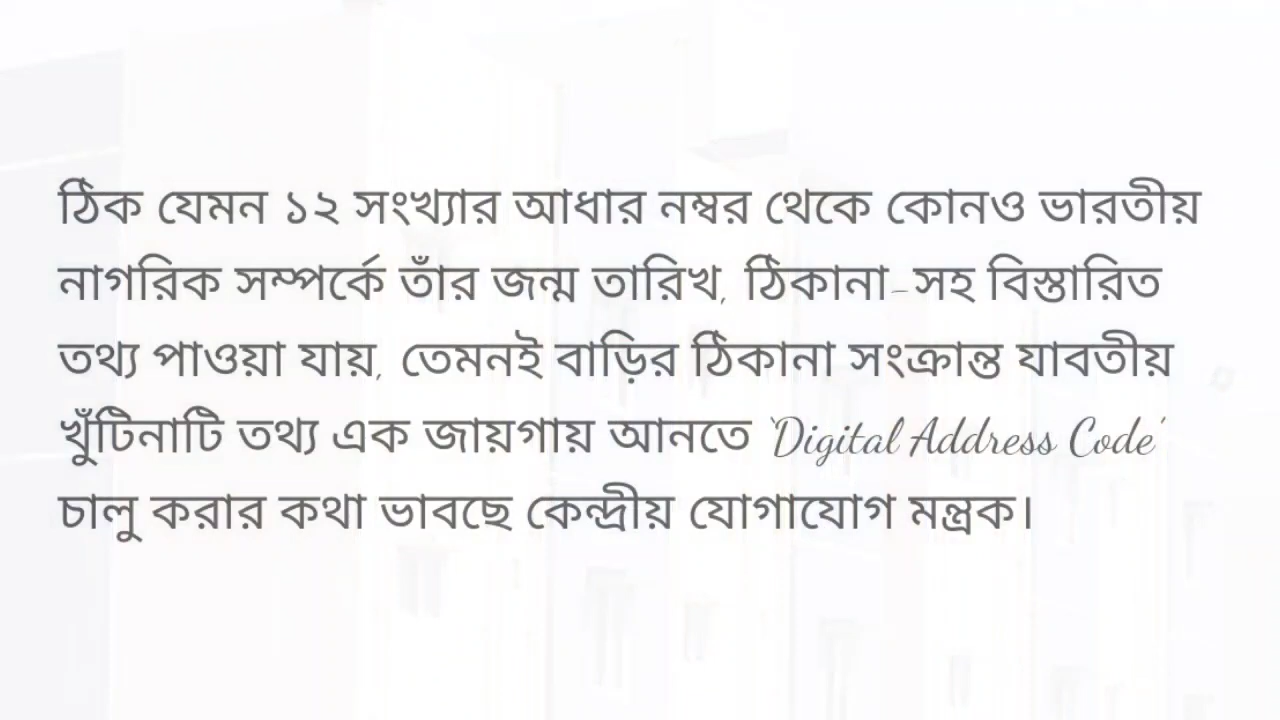 ঠিক যেমন ১২ সংখ্যার আধার নম্বর থেকে কোনও ভারতীয়
নাগরিক সম্পর্কে তাঁর জন্ম তারিখ, ঠিকানা-সহ বিস্তারিত
তথ্য পাওয়া যায়, তেমনই বাড়ির ঠিকানা সংক্রান্ত যাবতীয়
খুঁটিনাটি তথ্য এক জায়গায় আনতে ‘Digital Address Code’
চালু করার কথা ভাবছে কেন্দ্রীয় যোগাযোগ মন্ত্রক।